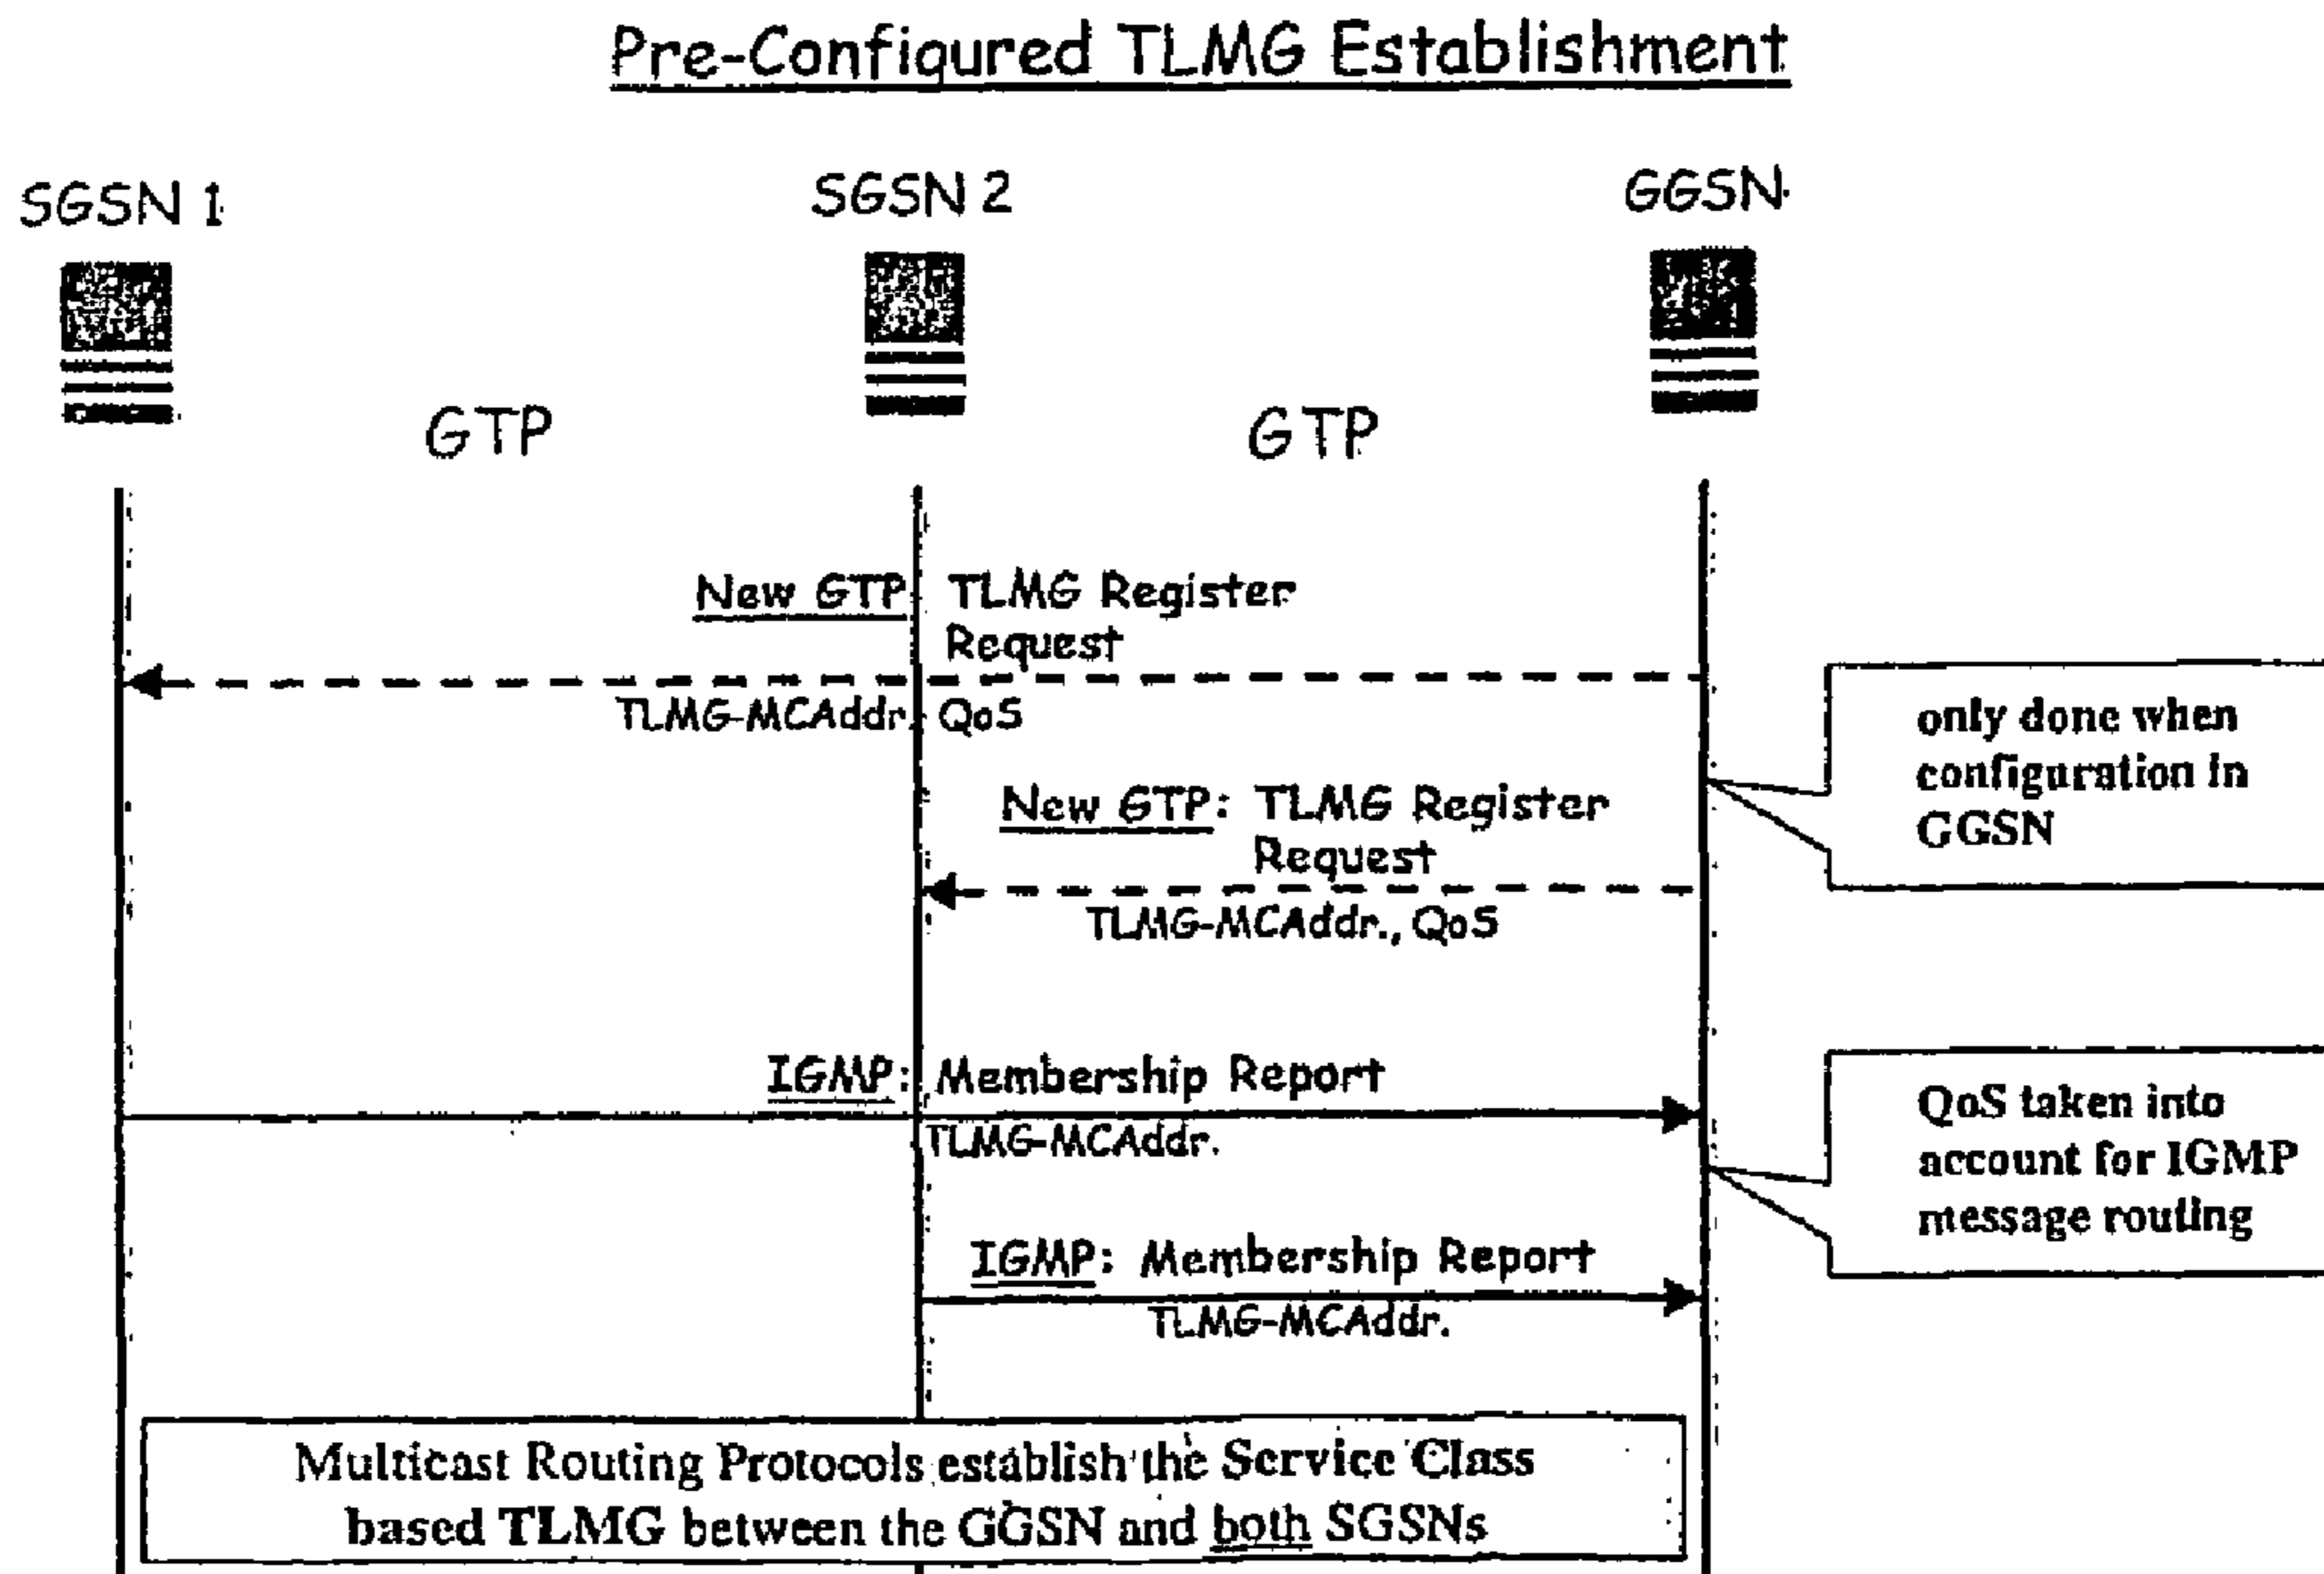 Pre-Configured TLMG Establishment
SGSN 1
SGSN 2
GGSN
GTP
GTP
New GTP TLMG Register
Request
TLMG-MCAddr. QoS
only done when
configuration in
GGSN
New GTP: TLMG Register
Request
TLMG-MCAddr., QoS
IGMP: Membership Report
TLMG-MCAddr.
QoS taken into
account for IGMP
message routing
IGMP: Membership Report
TLMG-MCAddr.
Multicast Routing Protocols establish the Service Class
based TLMG between the GGSN and both SGSNs